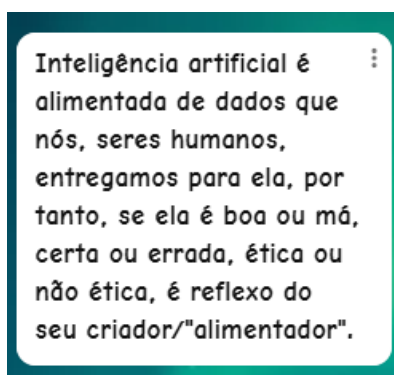 Inteligência artificial é
alimentada de dados que
nós, seres humanos,
entregamos para ela, por
tanto, se ela é boa ou má,
certa ou errada, ética ou
não ética, é reflexo do
seu criador/"alimentador".